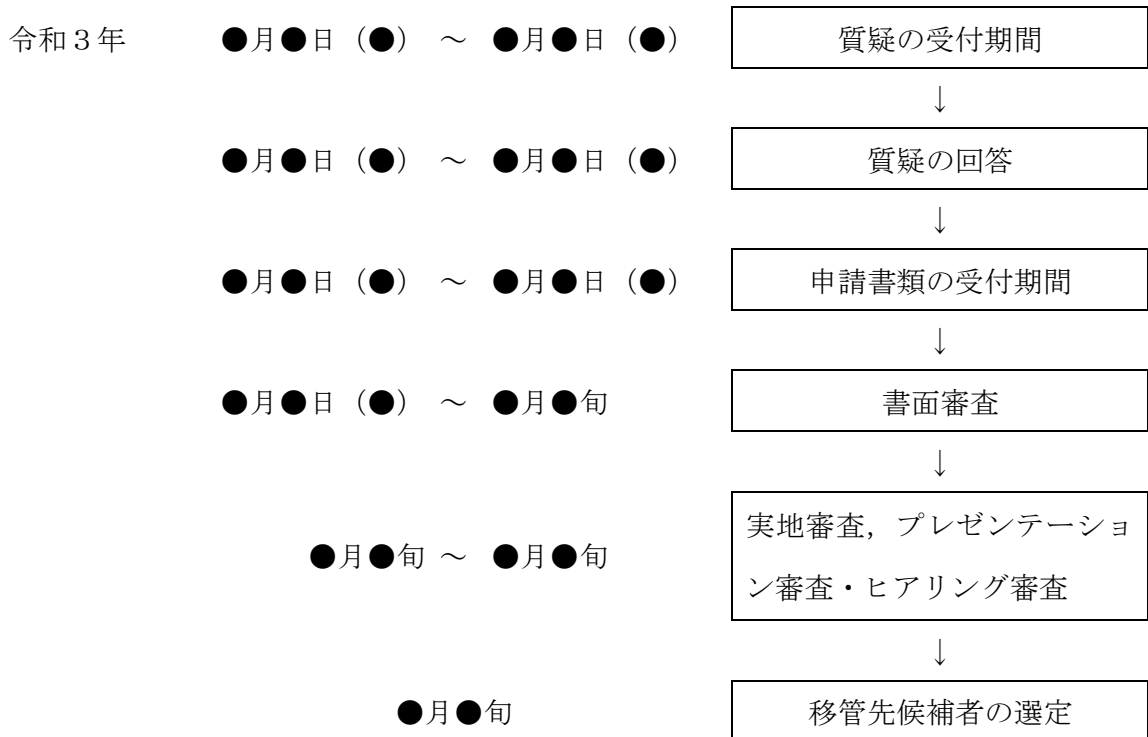 令和３年 ●月●日（●） ～ ●月●日（●） 質疑の受付期間
↓
●月●日（●） ～ ●月●日（●） 質疑の回答
↓
●月●日（●） ～ ●月●日（●） 申請書類の受付期間
↓
●月●日（●） ～ ●月●旬 書面審査
↓
●月●旬 ～ ●月●旬 実地審査，プレゼンテーショ
ン審査・ヒアリング審査
↓
●月●旬 移管先候補者の選定